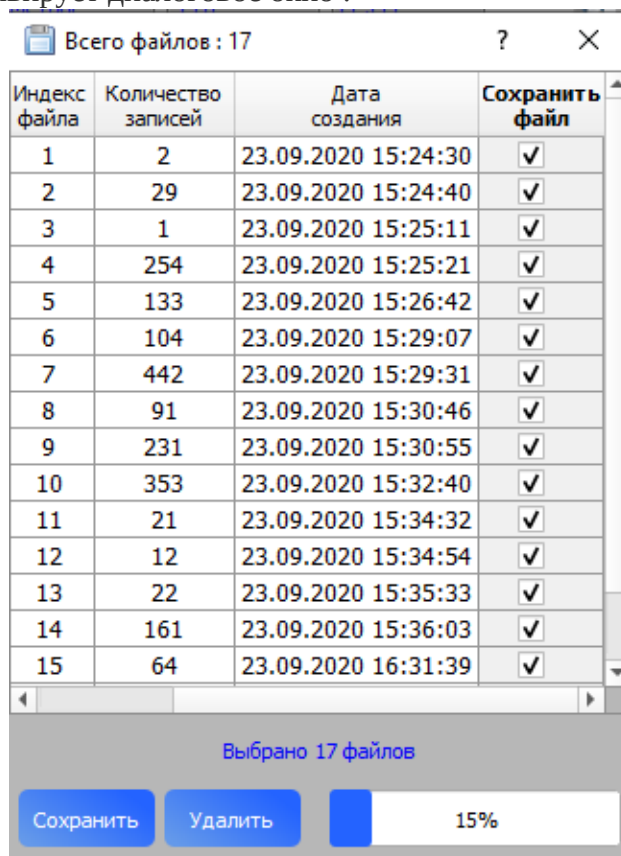 вирует диалоговое окно .
Всего файлов : 17 ?
Индекс файла Количество записей Дата создания Сохранить файл
1 2 23.09.2020 15:24:30
2 29 23.09.2020 15:24:40
3 1 23.09.2020 15:25:11
4 254 23.09.2020 15:25:21
5 133 23.09.2020 15:26:42
6 104 23.09.2020 15:29:07
7 442 23.09.2020 15:29:31
8 91 23.09.2020 15:30:46
9 231 23.09.2020 15:30:55
10 353 23.09.2020 15:32:40
11 21 23.09.2020 15:34:32
12 12 23.09.2020 15:34:54
13 22 23.09.2020 15:35:33
14 161 23.09.2020 15:36:03
15 64 23.09.2020 16:31:39
Выбрано 17 файлов
Сохранить Удалить 15%